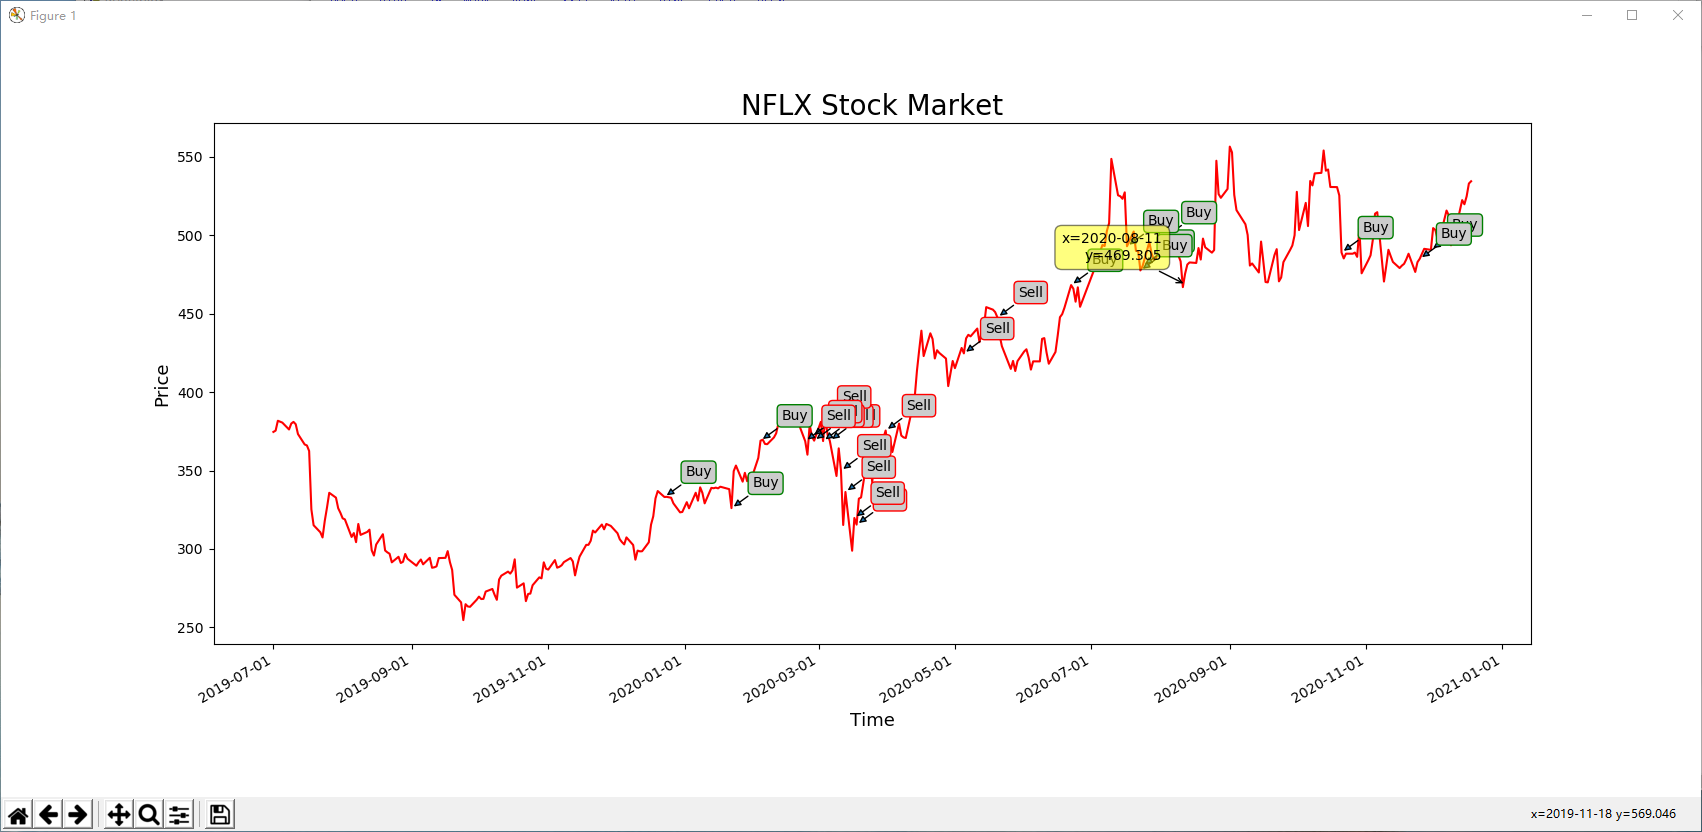 Figure 1
NFLX Stock Market
Price
550
500
450
400
350
300
250
Buy
Buy
Buy
Sell
Sell
Sell
Sell
Sell
Sell
Sell
Sell
Sell
x=2020-08-11
y=469.305
Buy
Buy
Buy
Buy
Buy
Buy
Buy
2019-07-01
2019-09-01
2019-11-01
2020-01-01
2020-03-01
2020-05-01
2020-07-01
2020-09-01
2020-11-01
2021-01-01
Time
x=2019-11-18 y=569.046